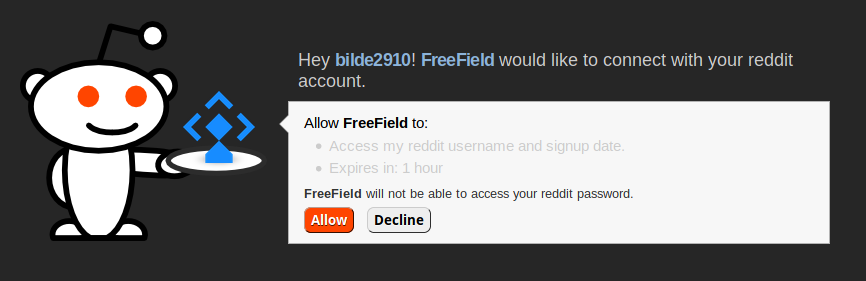 Hey bilde2910! FreeField would like to connect with your reddit
account.
Allow FreeField to:
Access my reddit username and signup date.
Expires in: 1 hour
FreeField will not be able to access your reddit password.
Allow Decline